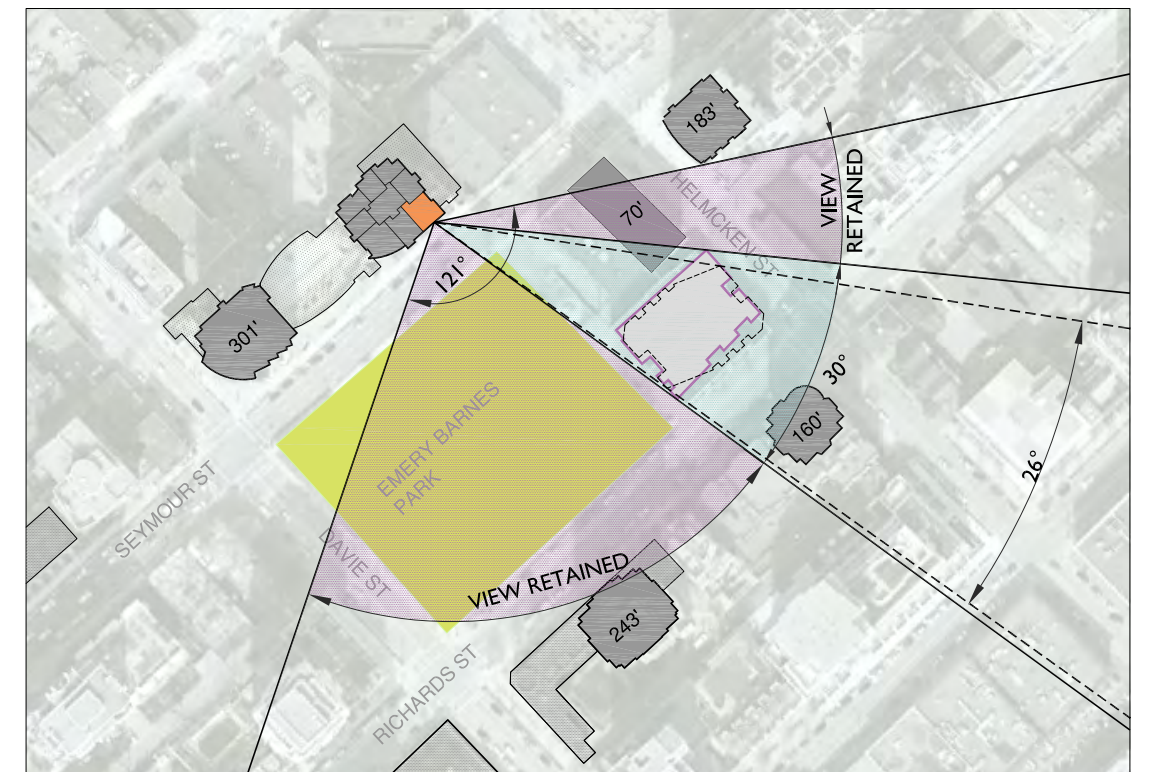 183'
VIEW
RETAINED
HELMCKEN ST
70'
121°
301'
30°
160'
26°
EMERY BARNES
PARK
SEYMOUR ST
DAVIE ST
VIEW RETAINED
243'
RICHARDS ST